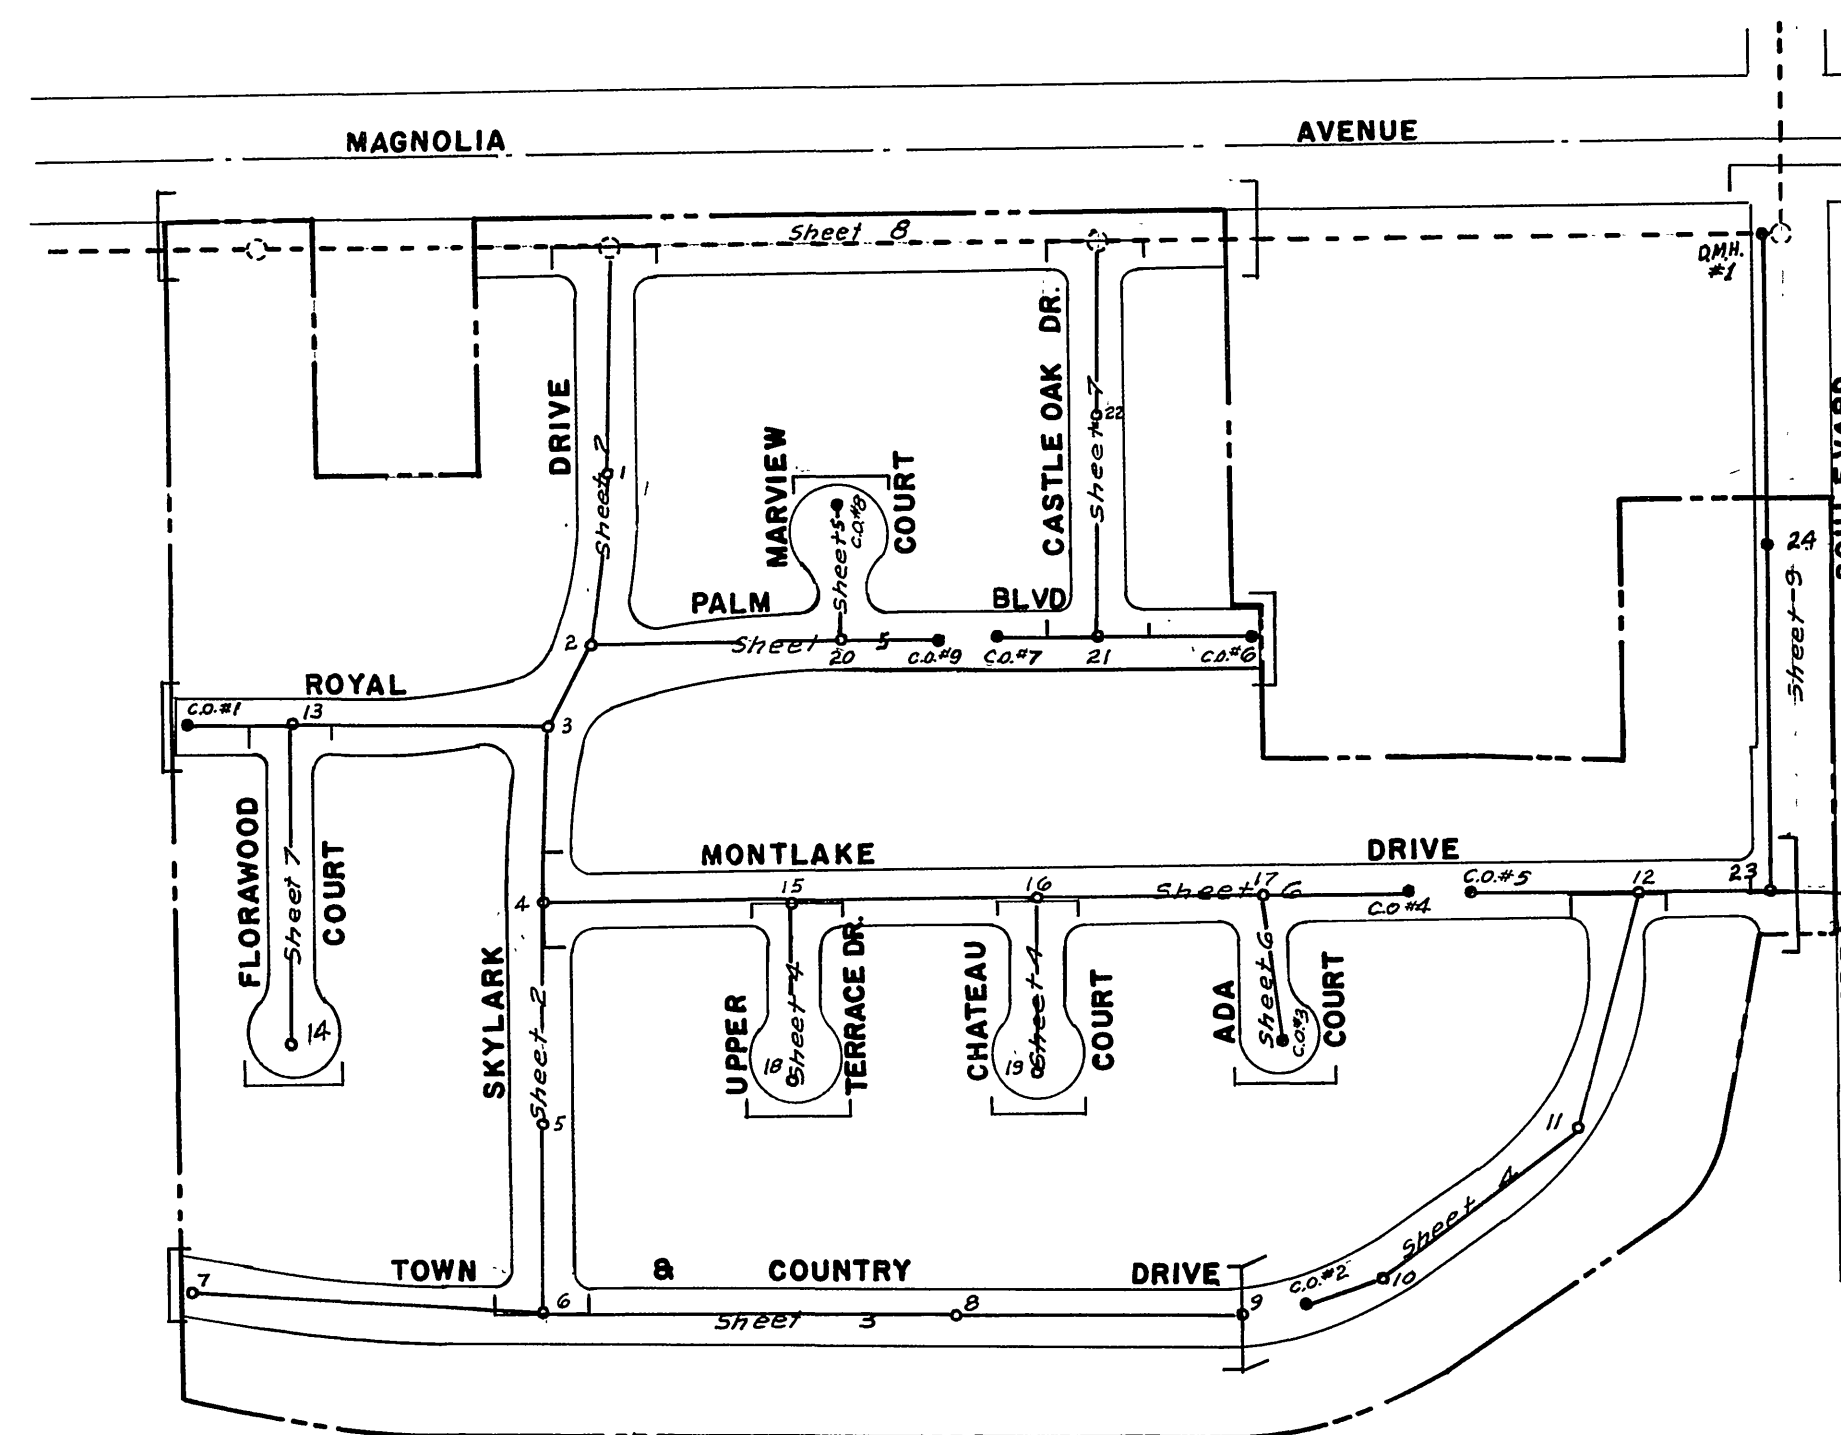 MAGNOLIA AVENUE
Sheet 8
D.M.H.
#1
DRIVE
Sheet 2
1
MARVIEW
COURT
Sheet 5
C.O.#8
CASTLE OAK DR.
Sheet 7
22
24
Sheet-9
PALM BLVD
2
Sheet 5
20
C.O.#9
C.O.#7
21
C.O.#6
ROYAL
C.O.#1
13
3
FLORAWOOD
COURT
Sheet 7
14
MONTLAKE DRIVE
4
15
16
Sheet 6
17
C.O #4
C.O.#5
12
23
SKYLARK
Sheet-2
5
UPPER
TERRACE DR.
Sheet-4
18
CHATEAU
COURT
Sheet-4
19
ADA
COURT
Sheet 6
C.O.#3
11
Sheet 4
C.O.#2
10
TOWN & COUNTRY DRIVE
7
6
Sheet 3
8
9